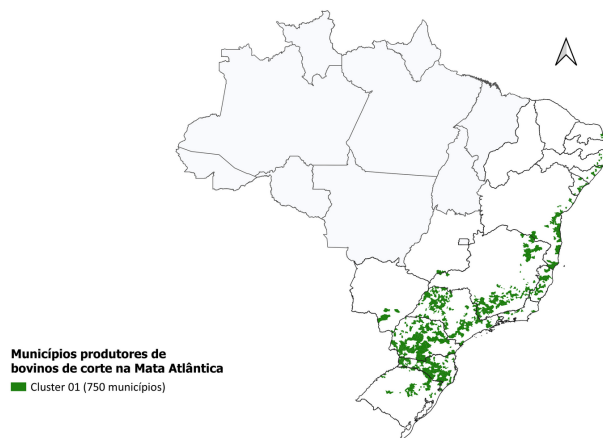 Municípios produtores de
bovinos de corte na Mata Atlântica
Cluster 01 (750 municípios)